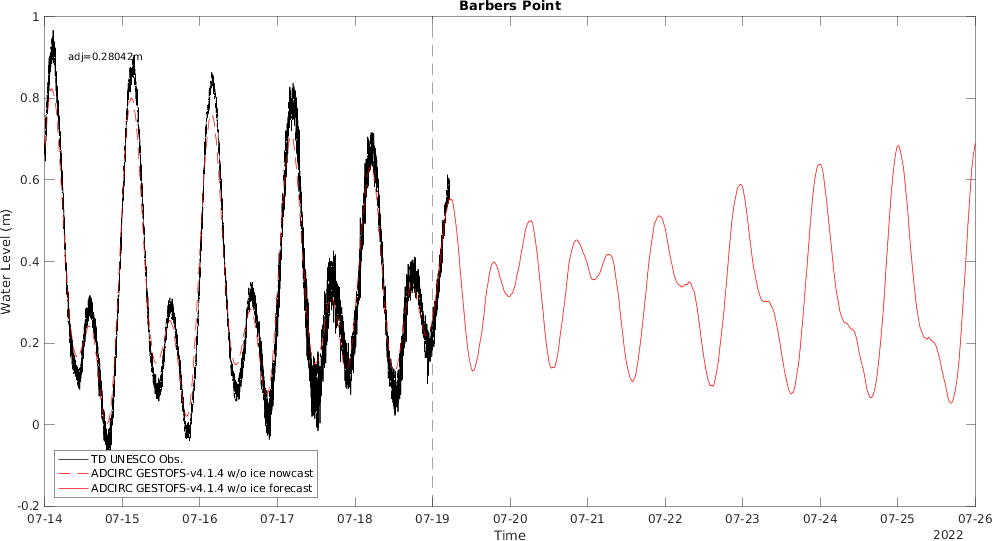 Barbers Point
adj=0.28042m
1
0.8
0.6
0.4
0.2
0
-0.2
Water Level (m)
TD UNESCO Obs.
ADCIRC GESTOFS-v4.1.4 w/o ice nowcast
ADCIRC GESTOFS-v4.1.4 w/o ice forecast
07-14 07-15 07-16 07-17 07-18 07-19 07-20 07-21 07-22 07-23 07-24 07-25 07-26
Time
2022